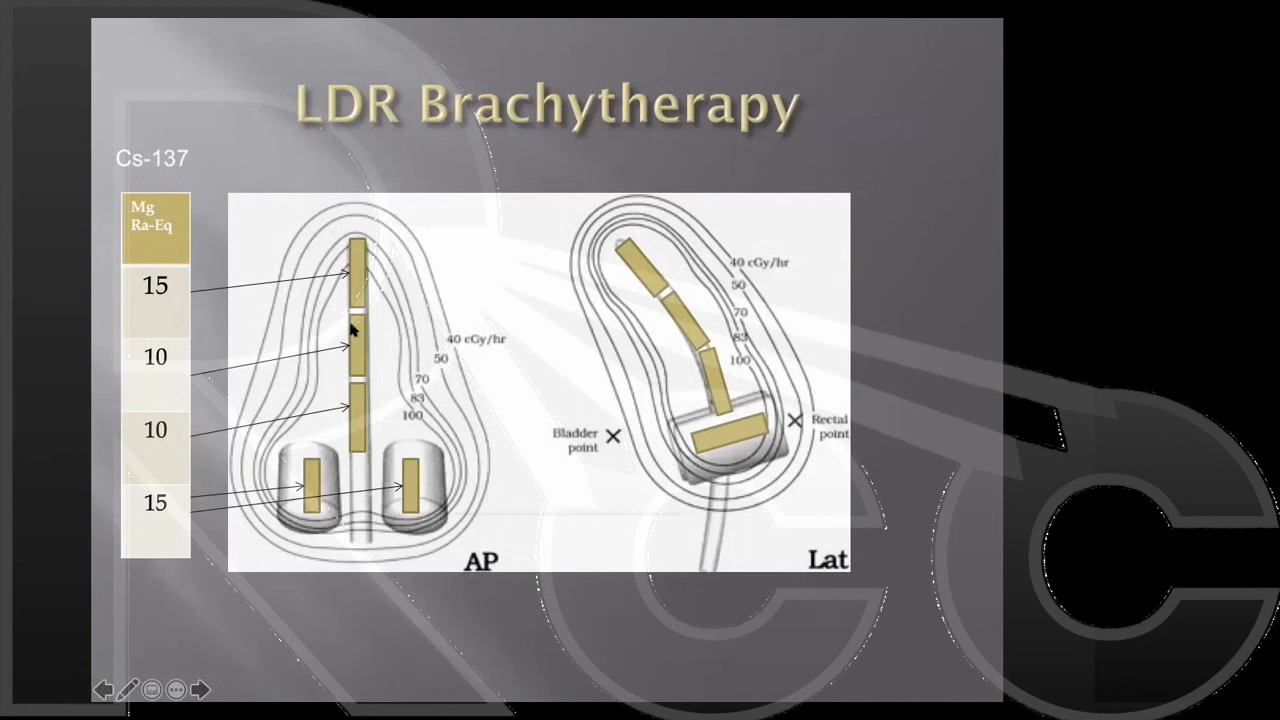 LDR Brachytherapy
Cs-137
Mg
Ra-Eq
15
10
10
15
40 cGy/hr
50
70
83
100
AP
40 cGy/hr
50
70
83
100
Bladder
point
Rectal
point
Lat
RCC